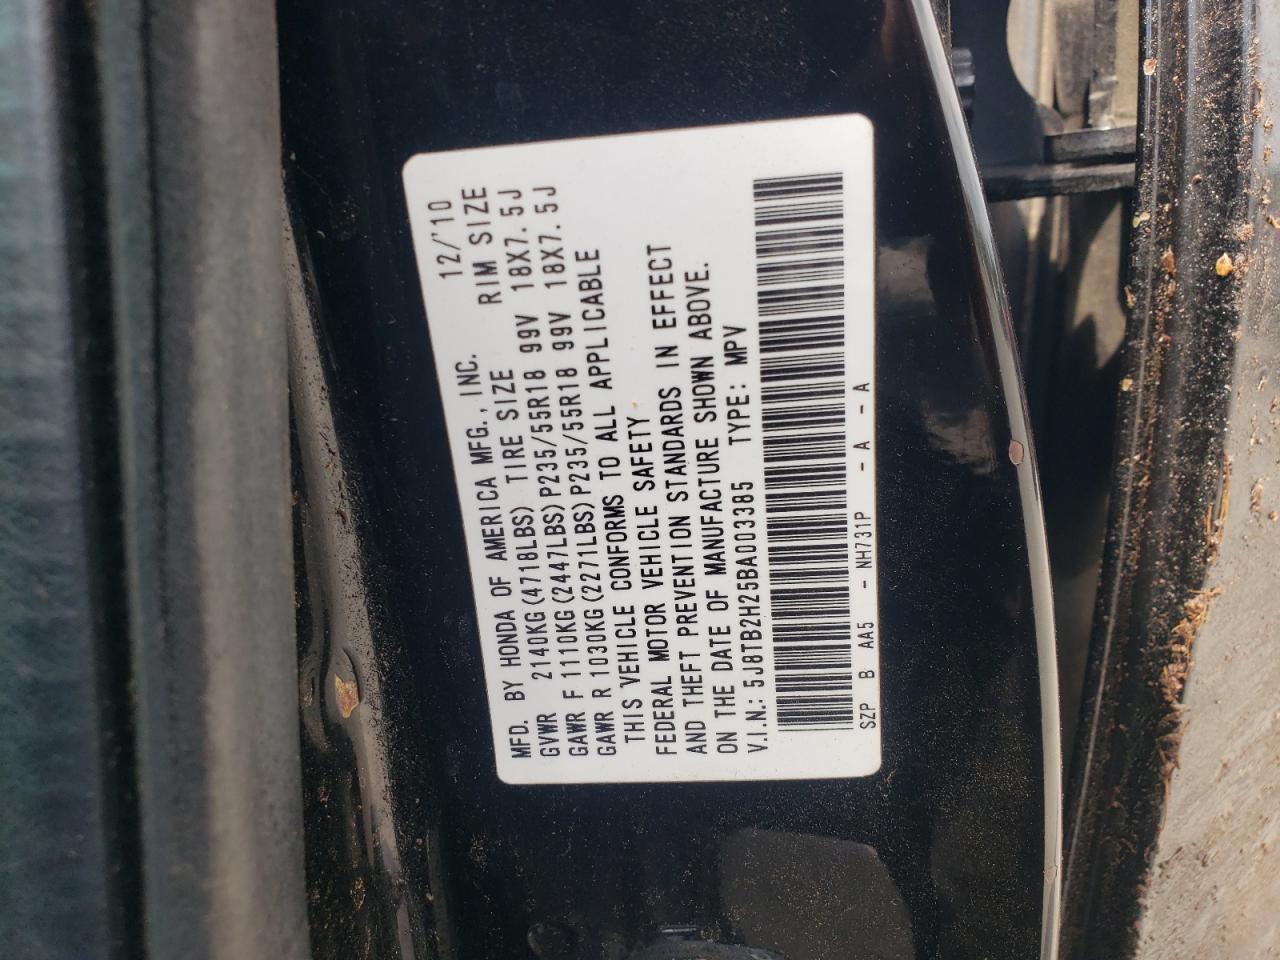 MFD. BY HONDA OF AMERICA MFG., INC. 12/'10
GVWR 2140KG (4718LBS) TIRE SIZE RIM SIZE
GAWR F 1110KG (2447LBS) P235/55R18 99V 18X7.5J
GAWR R 1030KG (2271LBS) P235/55R18 99V 18X7.5J
THIS VEHICLE CONFORMS TO ALL APPLICABLE
FEDERAL MOTOR VEHICLE SAFETY
AND THEFT PREVENTION STANDARDS IN EFFECT
ON THE DATE OF MANUFACTURE SHOWN ABOVE.
V.I.N.: 5J8TB2H25BA003385 TYPE: MPV
SZP B AA5 - NH731P - A - A